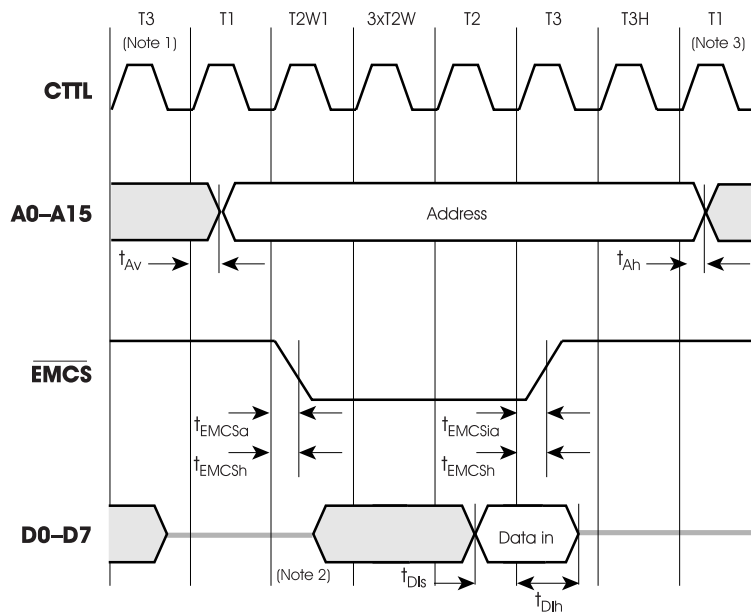 T3 T1 T2W1 3xT2W T2 T3 T3H T1
(Note 1) (Note 3)
CTTL
A0–A15 Address
tAv tAh
EMCS
tEMCSa tEMCSia
tEMCSh tEMCSh
D0–D7 Data in
(Note 2) tDIs
tDIh